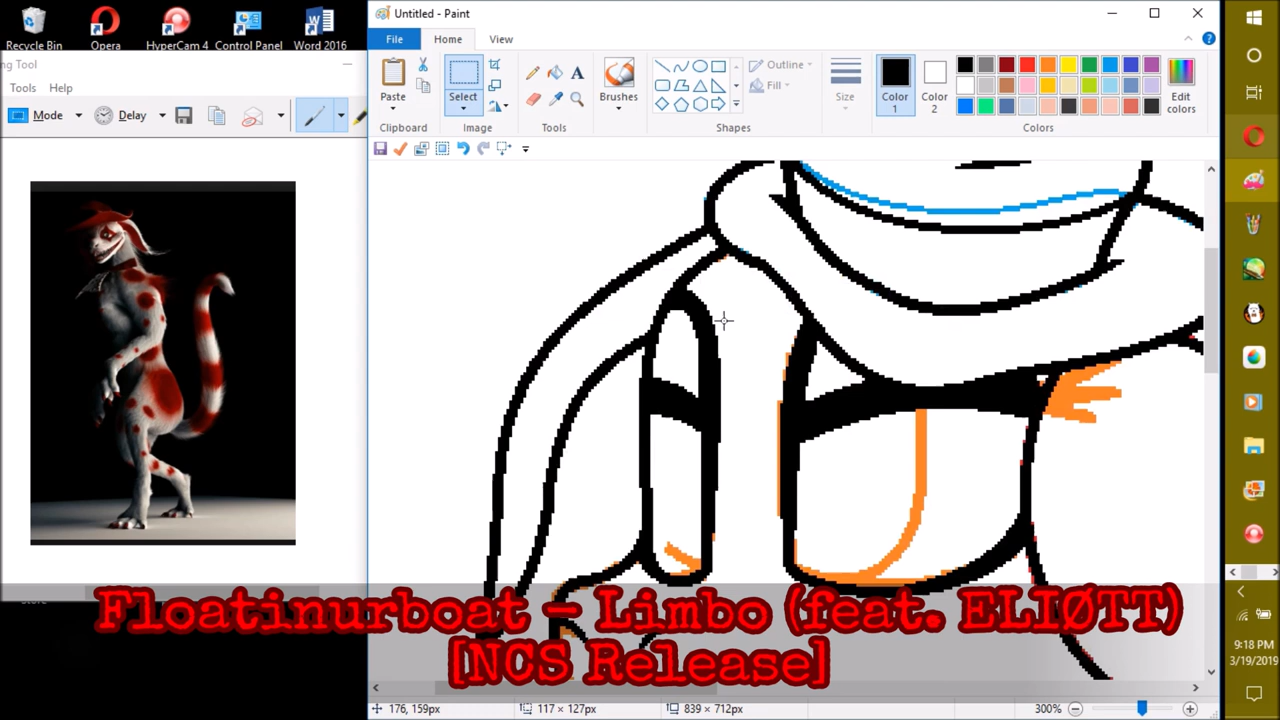 Recycle Bin
Opera
HyperCam 4
Control Panel
Word 2016
ng Tool
Tools Help
Mode
Delay
Untitled - Paint
File Home View
Paste
Select
Brushes
Outline
Fill
Size
Color 1
Color 2
Edit colors
Clipboard
Image
Tools
Shapes
Colors
Floatinurboat - Limbo (feat. ELIØTT)
[NCS Release]
176, 159px
117 × 127px
839 × 712px
300%
9:18 PM
3/19/2019